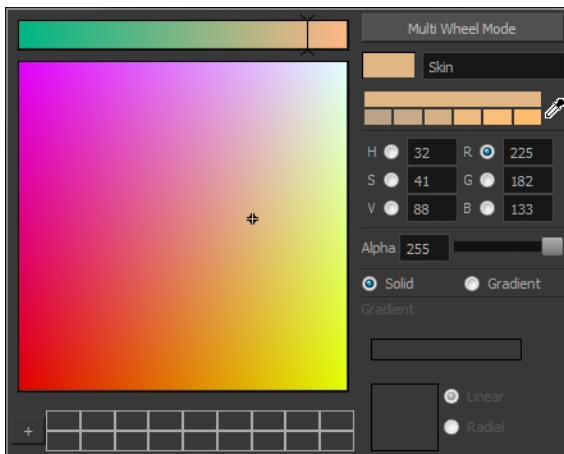 Multi Wheel Mode
Skin
H 32 R 225
S 41 G 182
V 88 B 133
Alpha 255
Solid Gradient
Gradient
Linear
+
Radial